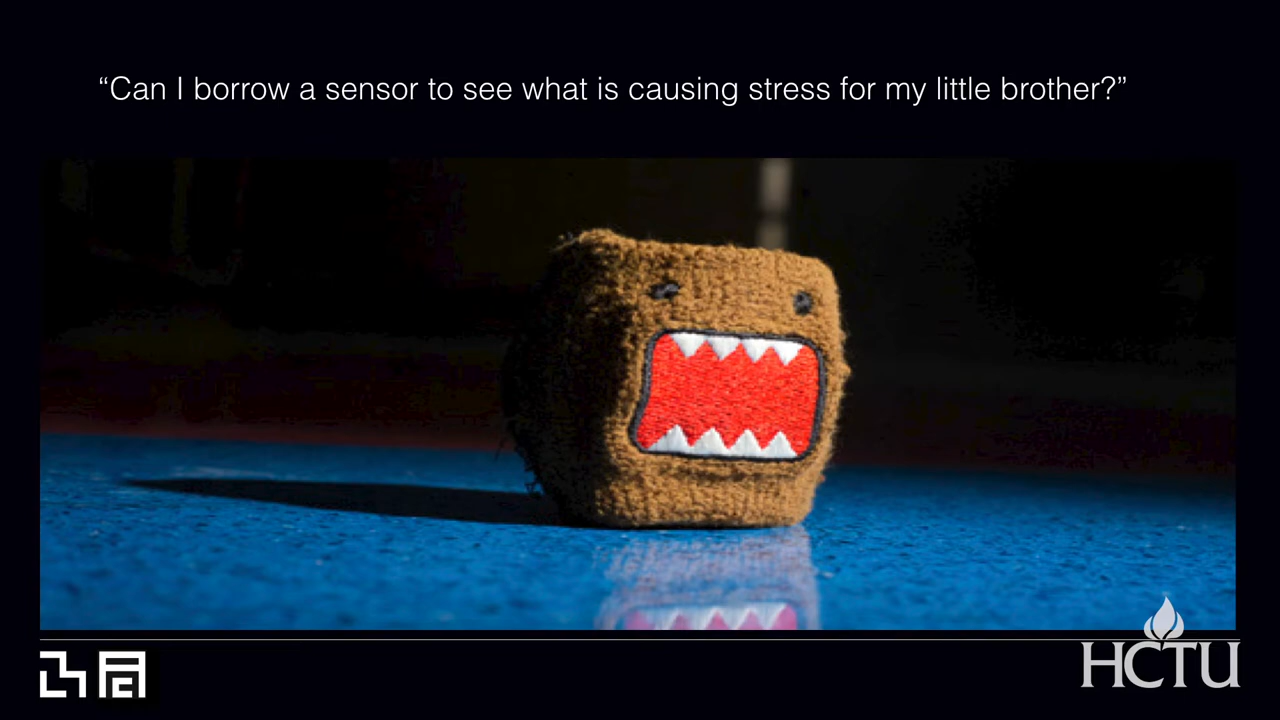 “Can I borrow a sensor to see what is causing stress for my little brother?”
HCTU